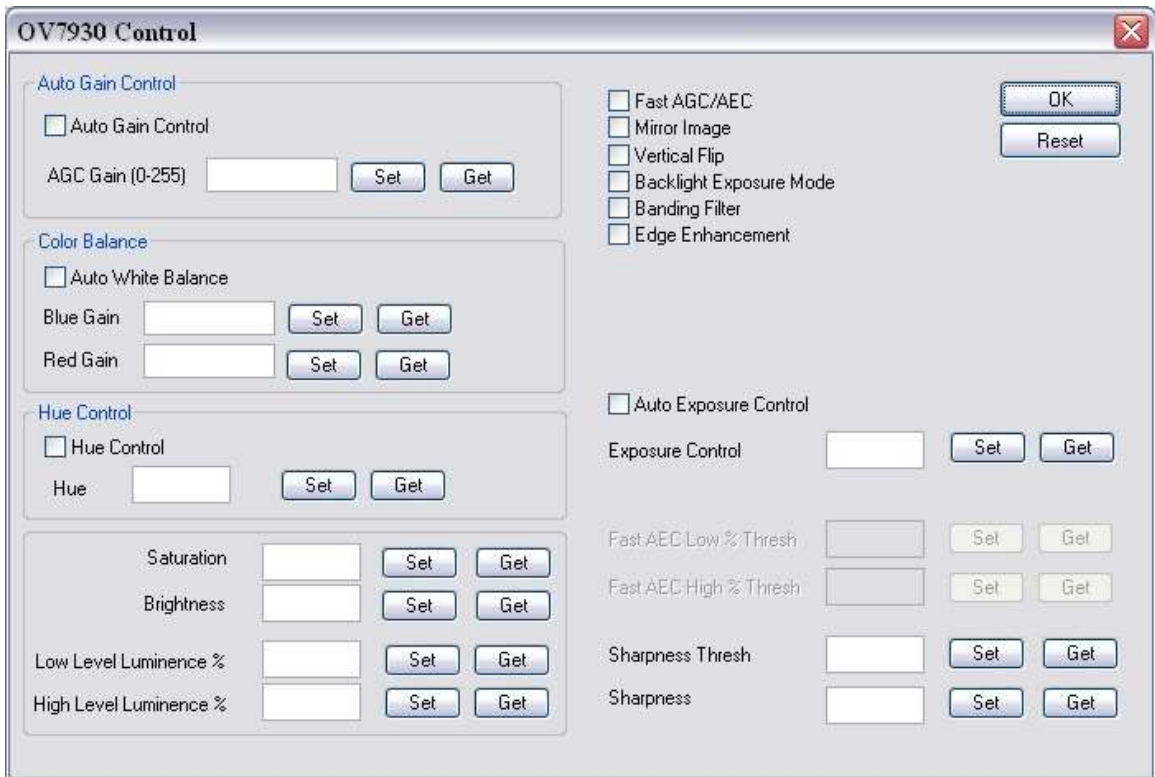 OV7930 Control
Auto Gain Control
Auto Gain Control
AGC Gain (0-255) Set Get
Color Balance
Auto White Balance
Blue Gain Set Get
Red Gain Set Get
Hue Control
Hue Control
Hue Set Get
Saturation Set Get
Brightness Set Get
Low Level Luminence % Set Get
High Level Luminence % Set Get
Fast AGC/AEC
Mirror Image
Vertical Flip
Backlight Exposure Mode
Banding Filter
Edge Enhancement
OK
Reset
Auto Exposure Control
Exposure Control Set Get
Fast AEC Low % Thresh Set Get
Fast AEC High % Thresh Set Get
Sharpness Thresh Set Get
Sharpness Set Get